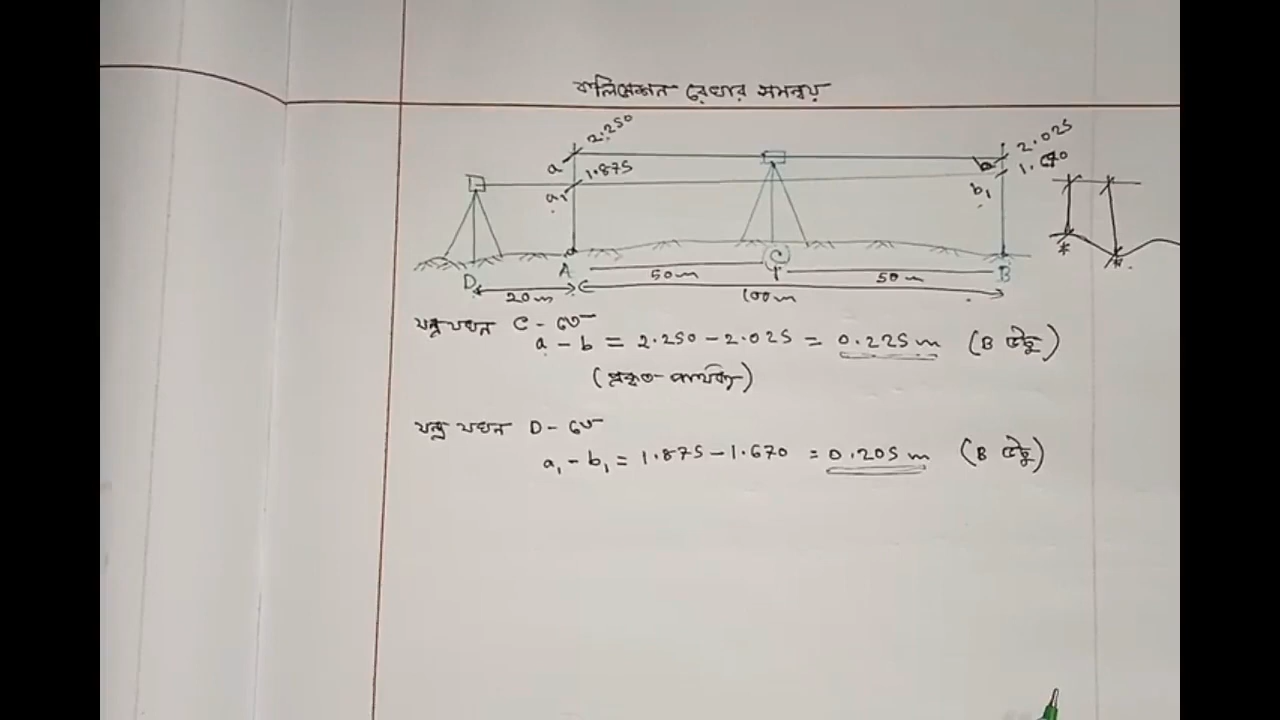 কলিমেশন রেখার সমন্বয়
2.250
2.025
a
1.875
b
1.670
a₁
b₁
D A C B
50m 50m
20m 100m
যন্ত্র যখন C-তে
a - b = 2.250 - 2.025 = 0.225 m (B উঁচু)
(প্রকৃত পার্থক্য)
যন্ত্র যখন D-তে
a₁ - b₁ = 1.875 - 1.670 = 0.205 m (B উঁচু)